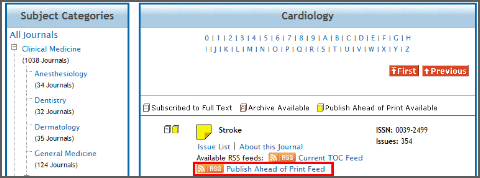 Subject Categories
All Journals
Clinical Medicine
(1038 Journals)
Anesthesiology
(34 Journals)
Dentistry
(32 Journals)
Dermatology
(35 Journals)
General Medicine
(124 Journals)
Cardiology
0 | 1 | 2 | 3 | 4 | 5 | 6 | 7 | 8 | 9 | A | B | C | D | E | F | G | H
I | J | K | L | M | N | O | P | Q | R | S | T | U | V | W | X | Y | Z
First Previous
Subscribed to Full Text Archive Available Publish Ahead of Print Available
Stroke ISSN: 0039-2499
Issues: 354
Issue List | About this Journal
Available RSS feeds: RSS Current TOC Feed
RSS Publish Ahead of Print Feed